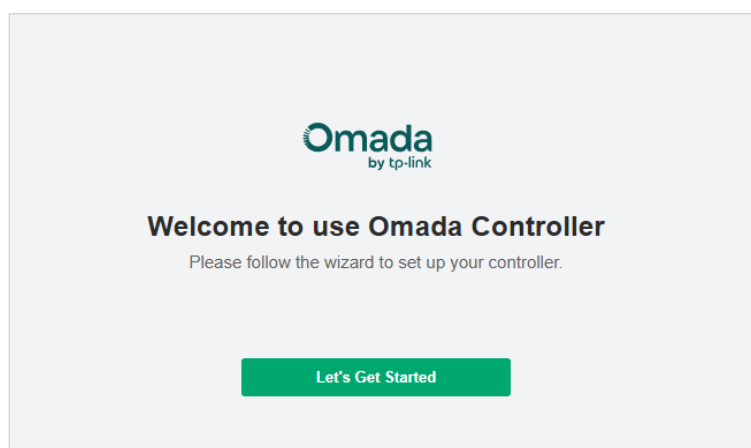 Omada
by tp-link
Welcome to use Omada Controller
Please follow the wizard to set up your controller.
Let's Get Started